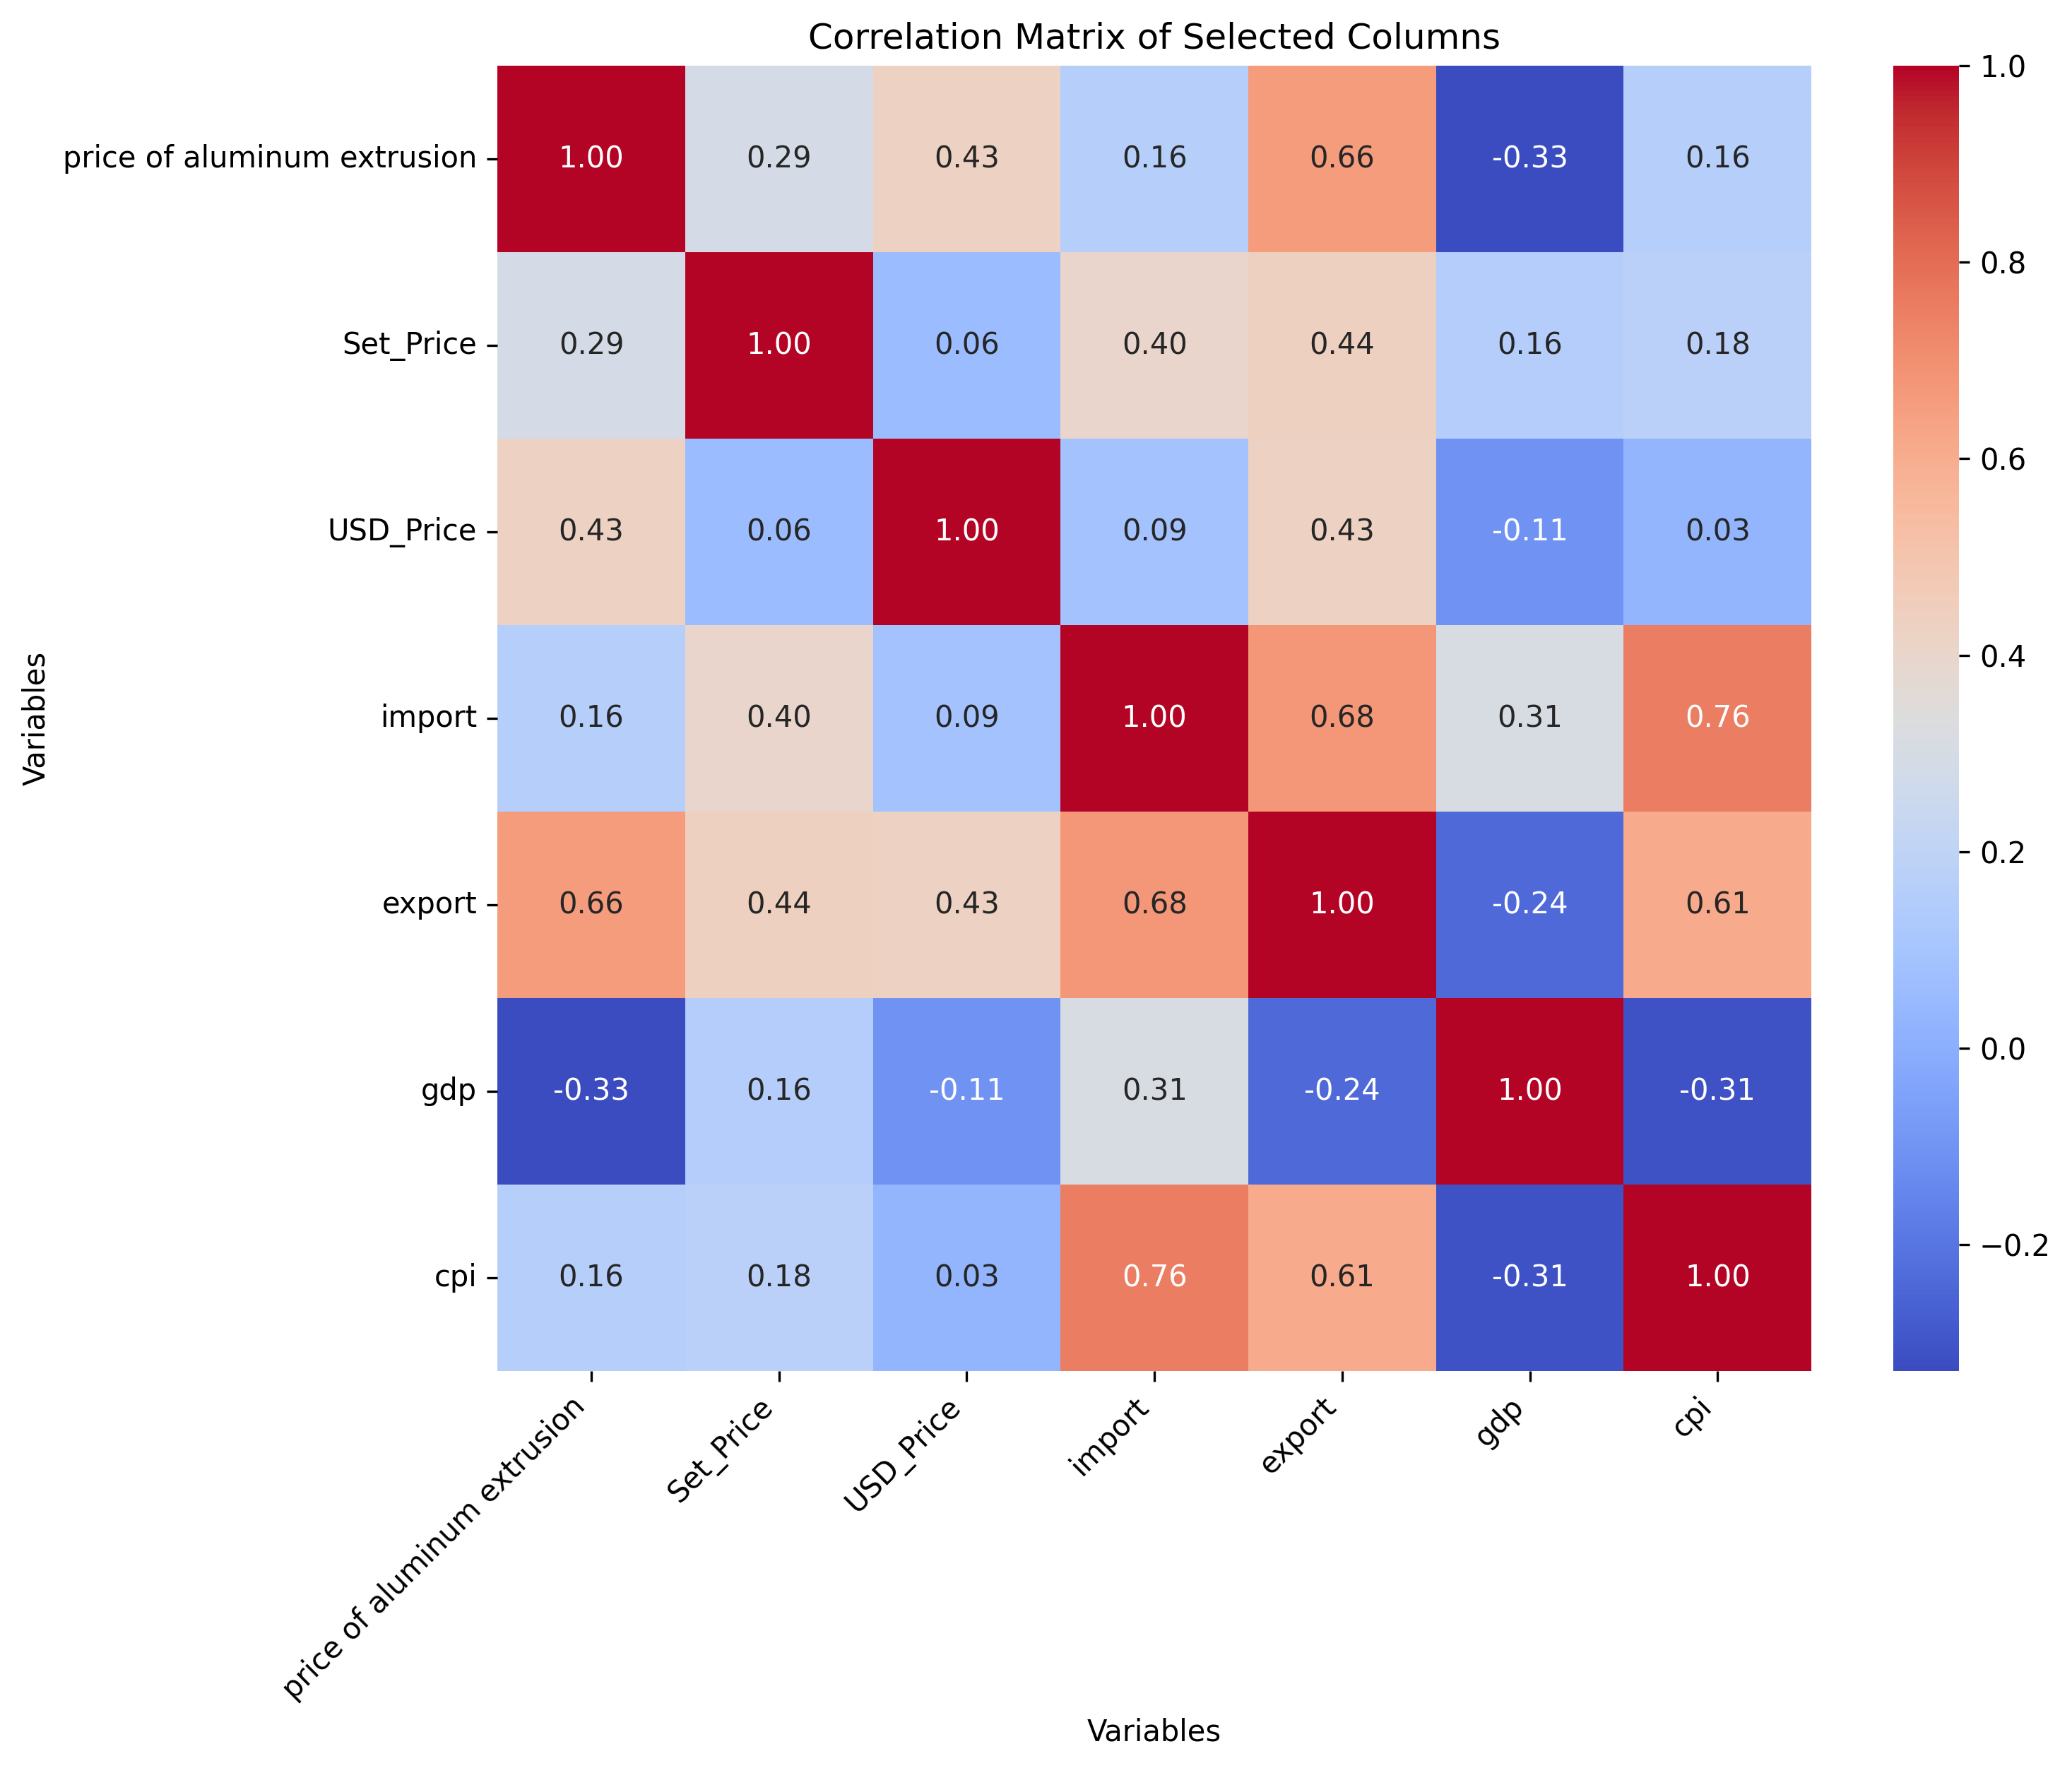 Correlation Matrix of Selected Columns
price of aluminum extrusion 1.00 0.29 0.43 0.16 0.66 -0.33 0.16
Set_Price 0.29 1.00 0.06 0.40 0.44 0.16 0.18
USD_Price 0.43 0.06 1.00 0.09 0.43 -0.11 0.03
import 0.16 0.40 0.09 1.00 0.68 0.31 0.76
export 0.66 0.44 0.43 0.68 1.00 -0.24 0.61
gdp -0.33 0.16 -0.11 0.31 -0.24 1.00 -0.31
cpi 0.16 0.18 0.03 0.76 0.61 -0.31 1.00
Variables
price of aluminum extrusion
Set_Price
USD_Price
import
export
gdp
cpi
Variables
1.0
0.8
0.6
0.4
0.2
0.0
−0.2